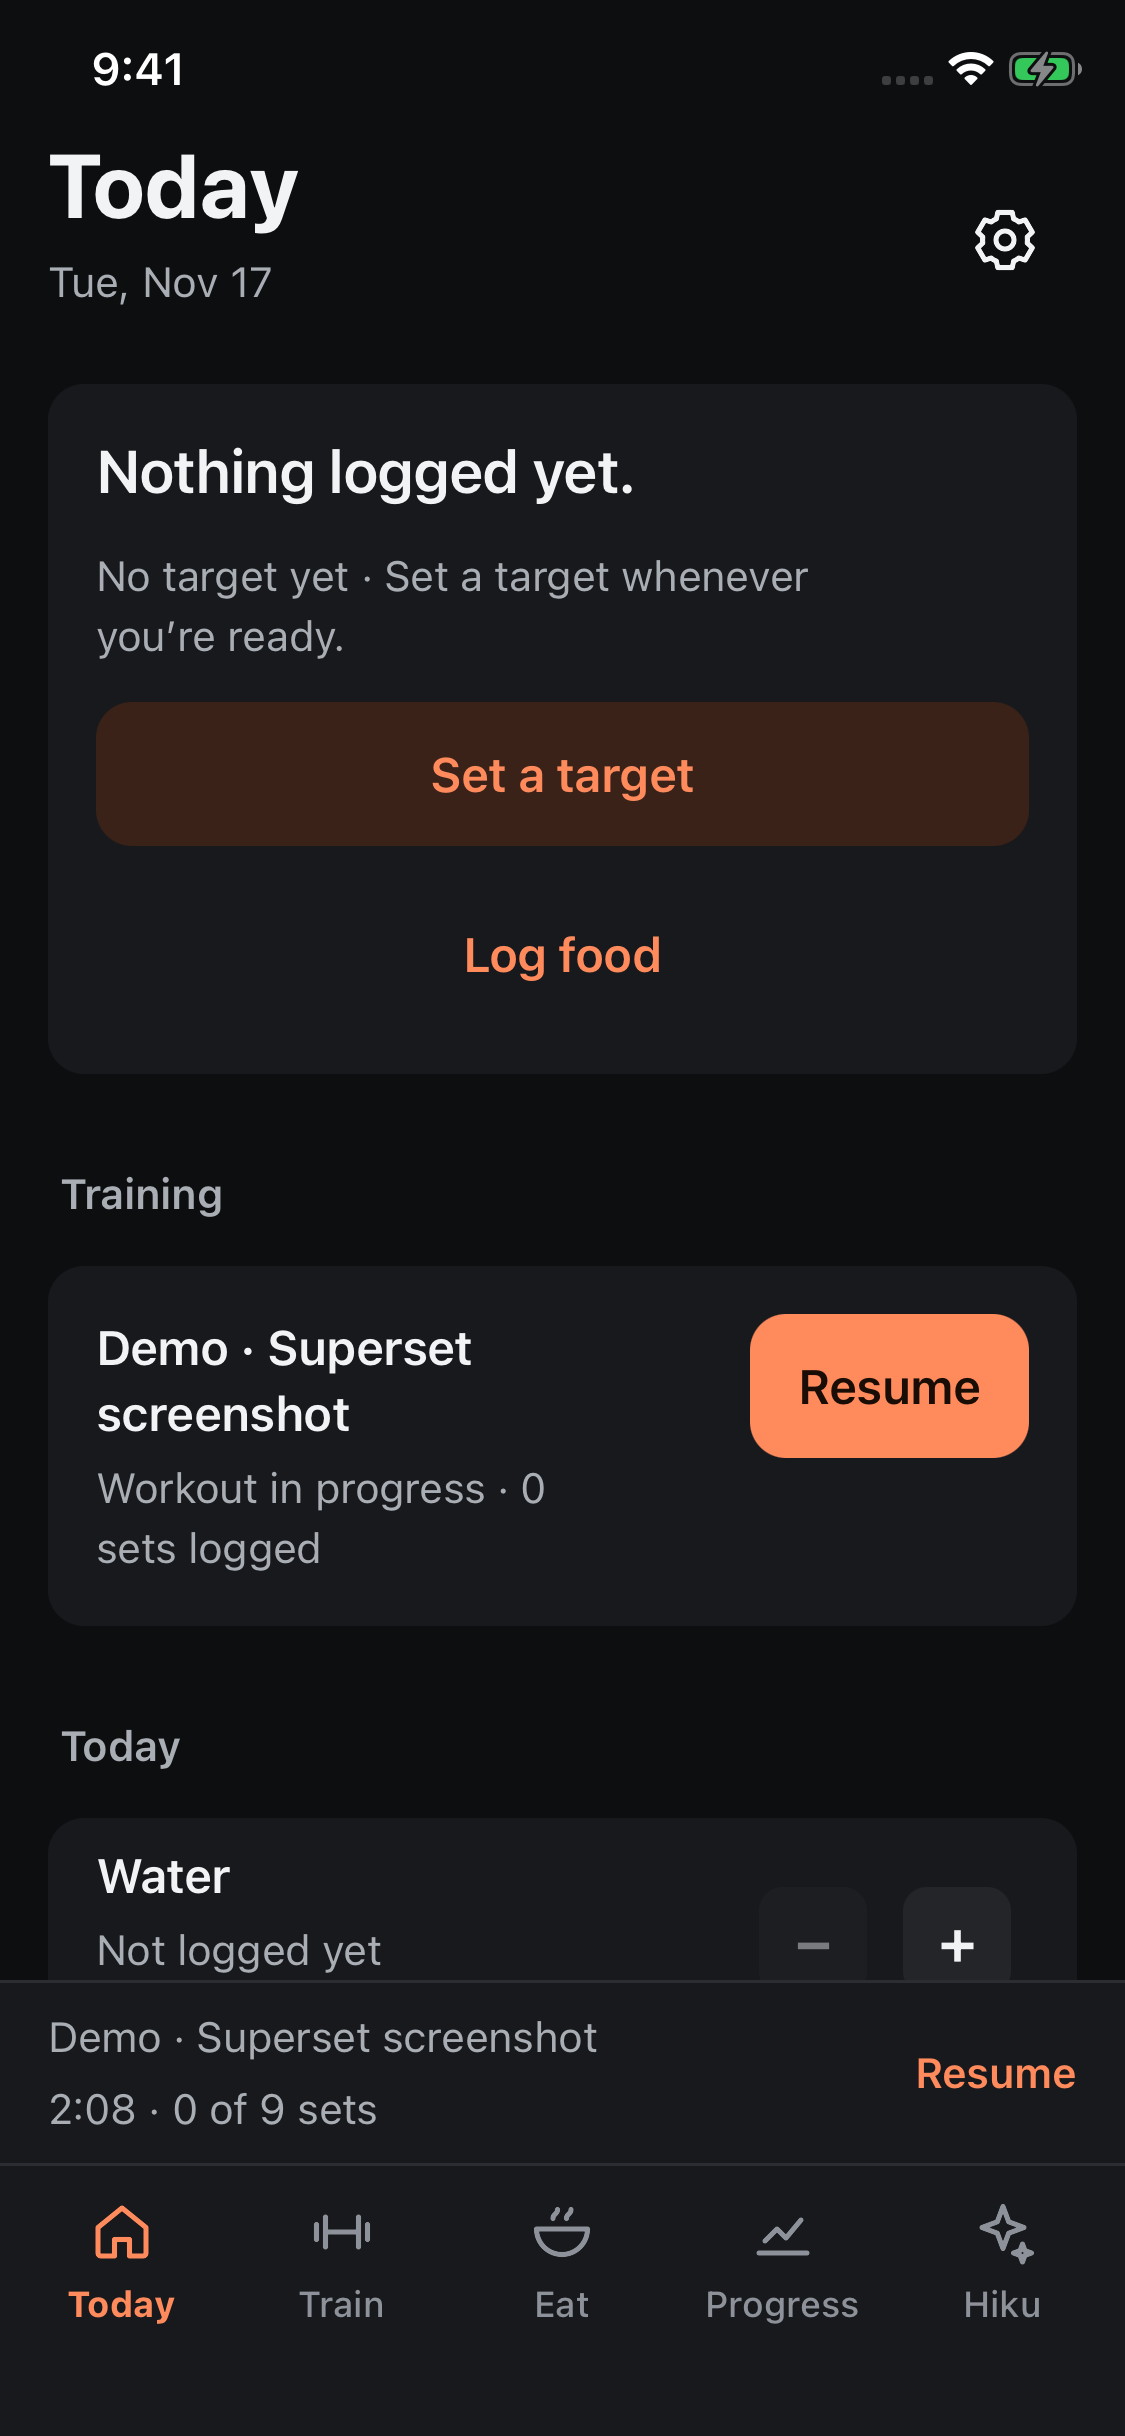 9:41
Today
Tue, Nov 17
Nothing logged yet.
No target yet · Set a target whenever
you’re ready.
Set a target
Log food
Training
Demo · Superset
screenshot
Resume
Workout in progress · 0
sets logged
Today
Water
Not logged yet
Demo · Superset screenshot
2:08 · 0 of 9 sets
Resume
Today
Train
Eat
Progress
Hiku